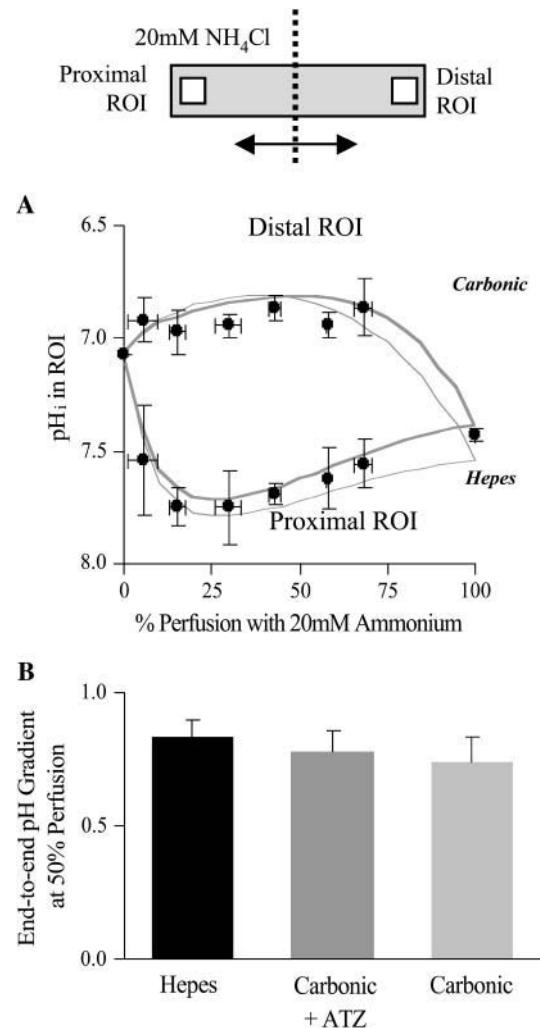 20mM NH₄Cl
Proximal ROI
Distal ROI
A
Distal ROI
Carbonic
Hepes
Proximal ROI
pHi in ROI
6.5
7.0
7.5
8.0
0 25 50 75 100
% Perfusion with 20mM Ammonium
B
End-to-end pH Gradient
at 50% Perfusion
1.0
0.5
0.0
Hepes Carbonic Carbonic
+ ATZ